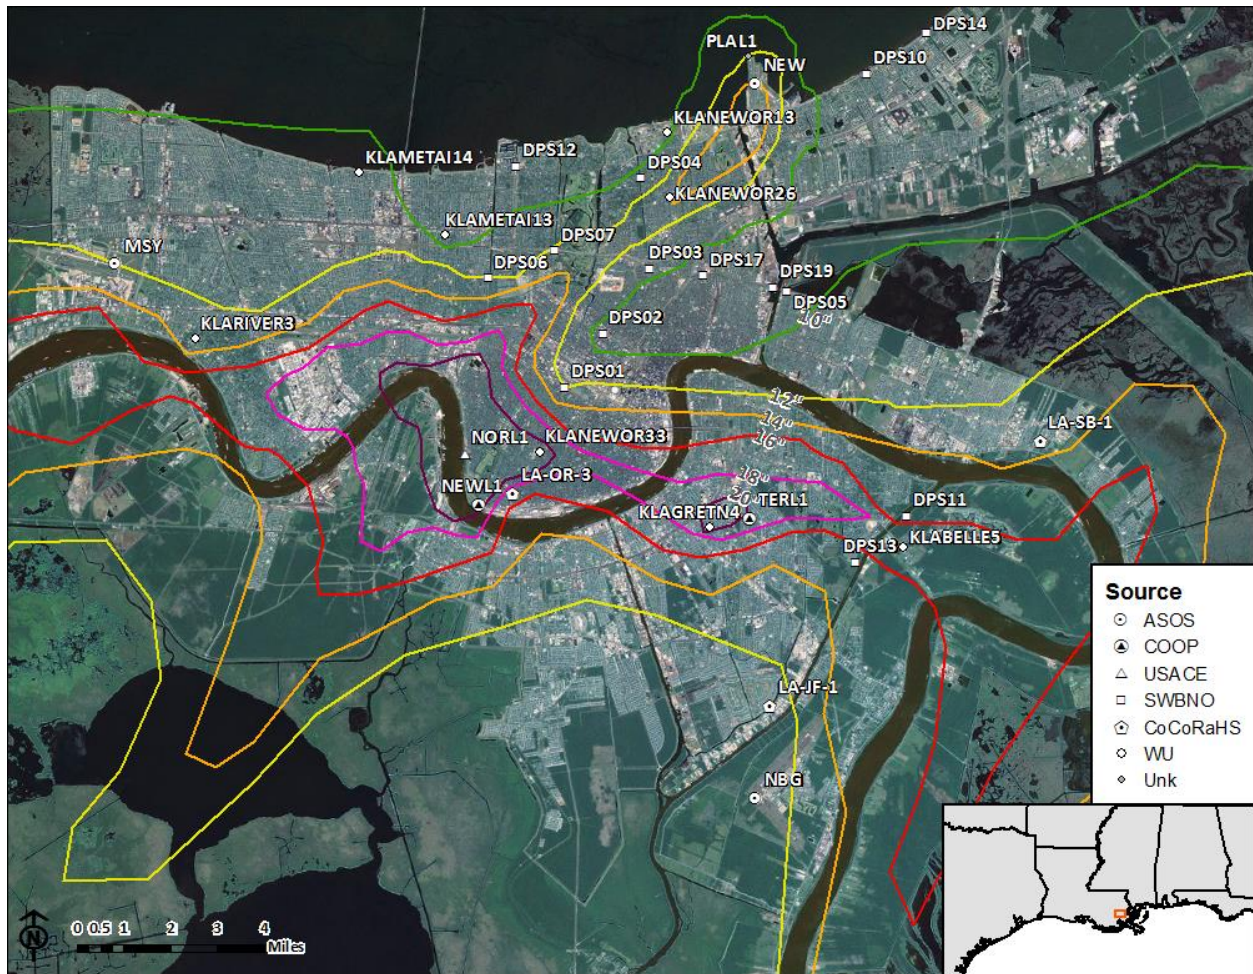 DPS14
PLAL1
NEW
DPS10
KLANEWOR13
DPS12
KLAMETAI14
DPS04
KLANEWOR26
KLAMETAI13
MSY
DPS07
DPS06
DPS03
DPS17
DPS19
DPS05
10"
KLARIVER3
DPS02
DPS01
12"
14"
16"
LA-SB-1
NORL1
KLANEWOR33
18"
LA-OR-3
NEWL1
20"
TERL1
KLAGRETN4
DPS11
KLABELLE5
DPS13
LA-JF-1
NBG
Source
ASOS
COOP
USACE
SWBNO
CoCoRaHS
WU
Unk
N
0 0.5 1 2 3 4
Miles